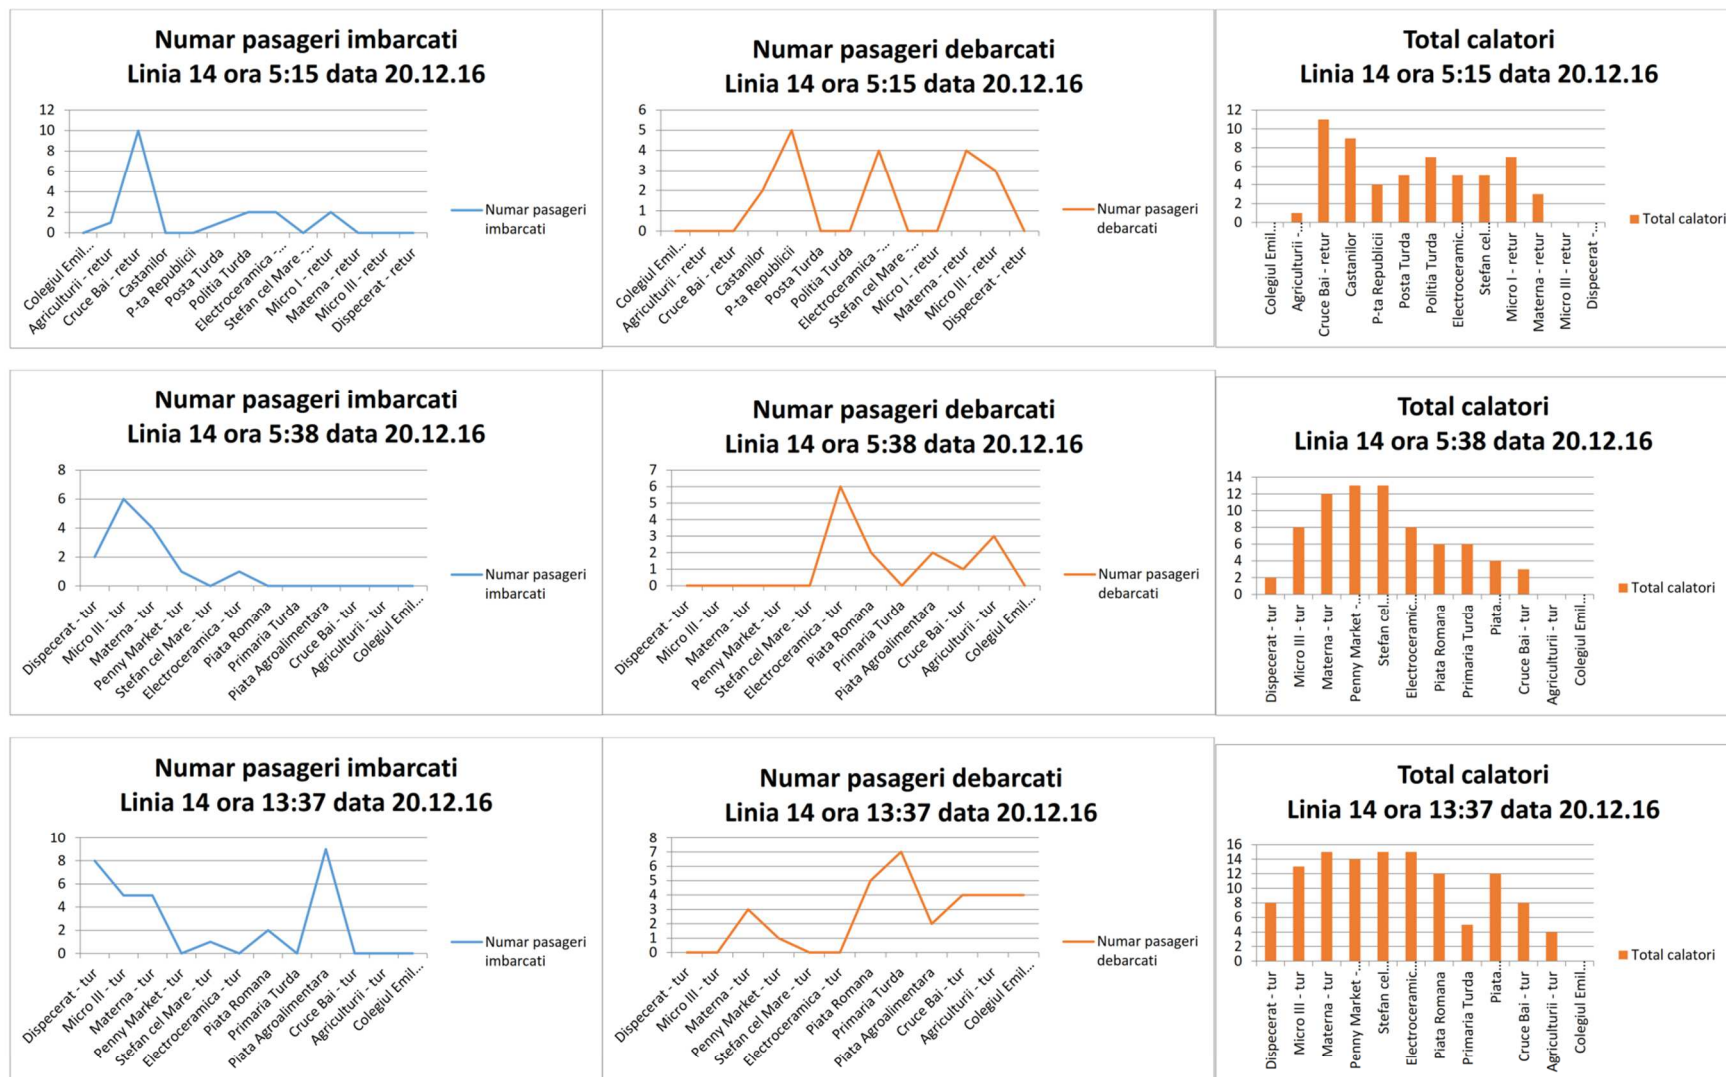 Numar pasageri imbarcati
Linia 14 ora 5:15 data 20.12.16
12
10
8
6
4
2
0
Colegiul Emil...
Agriculturii - retur
Cruce Bai - retur
Castanilor
P-ta Republicii
Posta Turda
Politia Turda
Electroceramica -...
Stefan cel Mare -...
Micro I - retur
Materna - retur
Micro III - retur
Dispecerat - retur
Numar pasageri
imbarcati
Numar pasageri debarcati
Linia 14 ora 5:15 data 20.12.16
6
5
4
3
2
1
0
Colegiul Emil...
Agriculturii - retur
Cruce Bai - retur
Castanilor
P-ta Republicii
Posta Turda
Politia Turda
Electroceramica -...
Stefan cel Mare -...
Micro I - retur
Materna - retur
Micro III - retur
Dispecerat - retur
Numar pasageri
debarcati
Total calatori
Linia 14 ora 5:15 data 20.12.16
12
10
8
6
4
2
0
Colegiul Emil...
Agriculturii -...
Cruce Bai - retur
Castanilor
P-ta Republicii
Posta Turda
Politia Turda
Electroceramic...
Stefan cel...
Micro I - retur
Materna - retur
Micro III - retur
Dispecerat -...
Total calatori
Numar pasageri imbarcati
Linia 14 ora 5:38 data 20.12.16
8
6
4
2
0
Dispecerat - tur
Micro III - tur
Materna - tur
Penny Market - tur
Stefan cel Mare - tur
Electroceramica - tur
Piata Romana
Primaria Turda
Piata Agroalimentara
Cruce Bai - tur
Agriculturii - tur
Colegiul Emil...
Numar pasageri
imbarcati
Numar pasageri debarcati
Linia 14 ora 5:38 data 20.12.16
7
6
5
4
3
2
1
0
Dispecerat - tur
Micro III - tur
Materna - tur
Penny Market - tur
Stefan cel Mare - tur
Electroceramica - tur
Piata Romana
Primaria Turda
Piata Agroalimentara
Cruce Bai - tur
Agriculturii - tur
Colegiul Emil...
Numar pasageri
debarcati
Total calatori
Linia 14 ora 5:38 data 20.12.16
14
12
10
8
6
4
2
0
Dispecerat - tur
Micro III - tur
Materna - tur
Penny Market -...
Stefan cel...
Electroceramic...
Piata Romana
Primaria Turda
Piata...
Cruce Bai - tur
Agriculturii - tur
Colegiul Emil...
Total calatori
Numar pasageri imbarcati
Linia 14 ora 13:37 data 20.12.16
10
8
6
4
2
0
Dispecerat - tur
Micro III - tur
Materna - tur
Penny Market - tur
Stefan cel Mare - tur
Electroceramica - tur
Piata Romana
Primaria Turda
Piata Agroalimentara
Cruce Bai - tur
Agriculturii - tur
Colegiul Emil...
Numar pasageri
imbarcati
Numar pasageri debarcati
Linia 14 ora 13:37 data 20.12.16
8
7
6
5
4
3
2
1
0
Dispecerat - tur
Micro III - tur
Materna - tur
Penny Market - tur
Stefan cel Mare - tur
Electroceramica - tur
Piata Romana
Primaria Turda
Piata Agroalimentara
Cruce Bai - tur
Agriculturii - tur
Colegiul Emil...
Numar pasageri
debarcati
Total calatori
Linia 14 ora 13:37 data 20.12.16
16
14
12
10
8
6
4
2
0
Dispecerat - tur
Micro III - tur
Materna - tur
Penny Market -...
Stefan cel...
Electroceramic...
Piata Romana
Primaria Turda
Piata...
Cruce Bai - tur
Agriculturii - tur
Colegiul Emil...
Total calatori